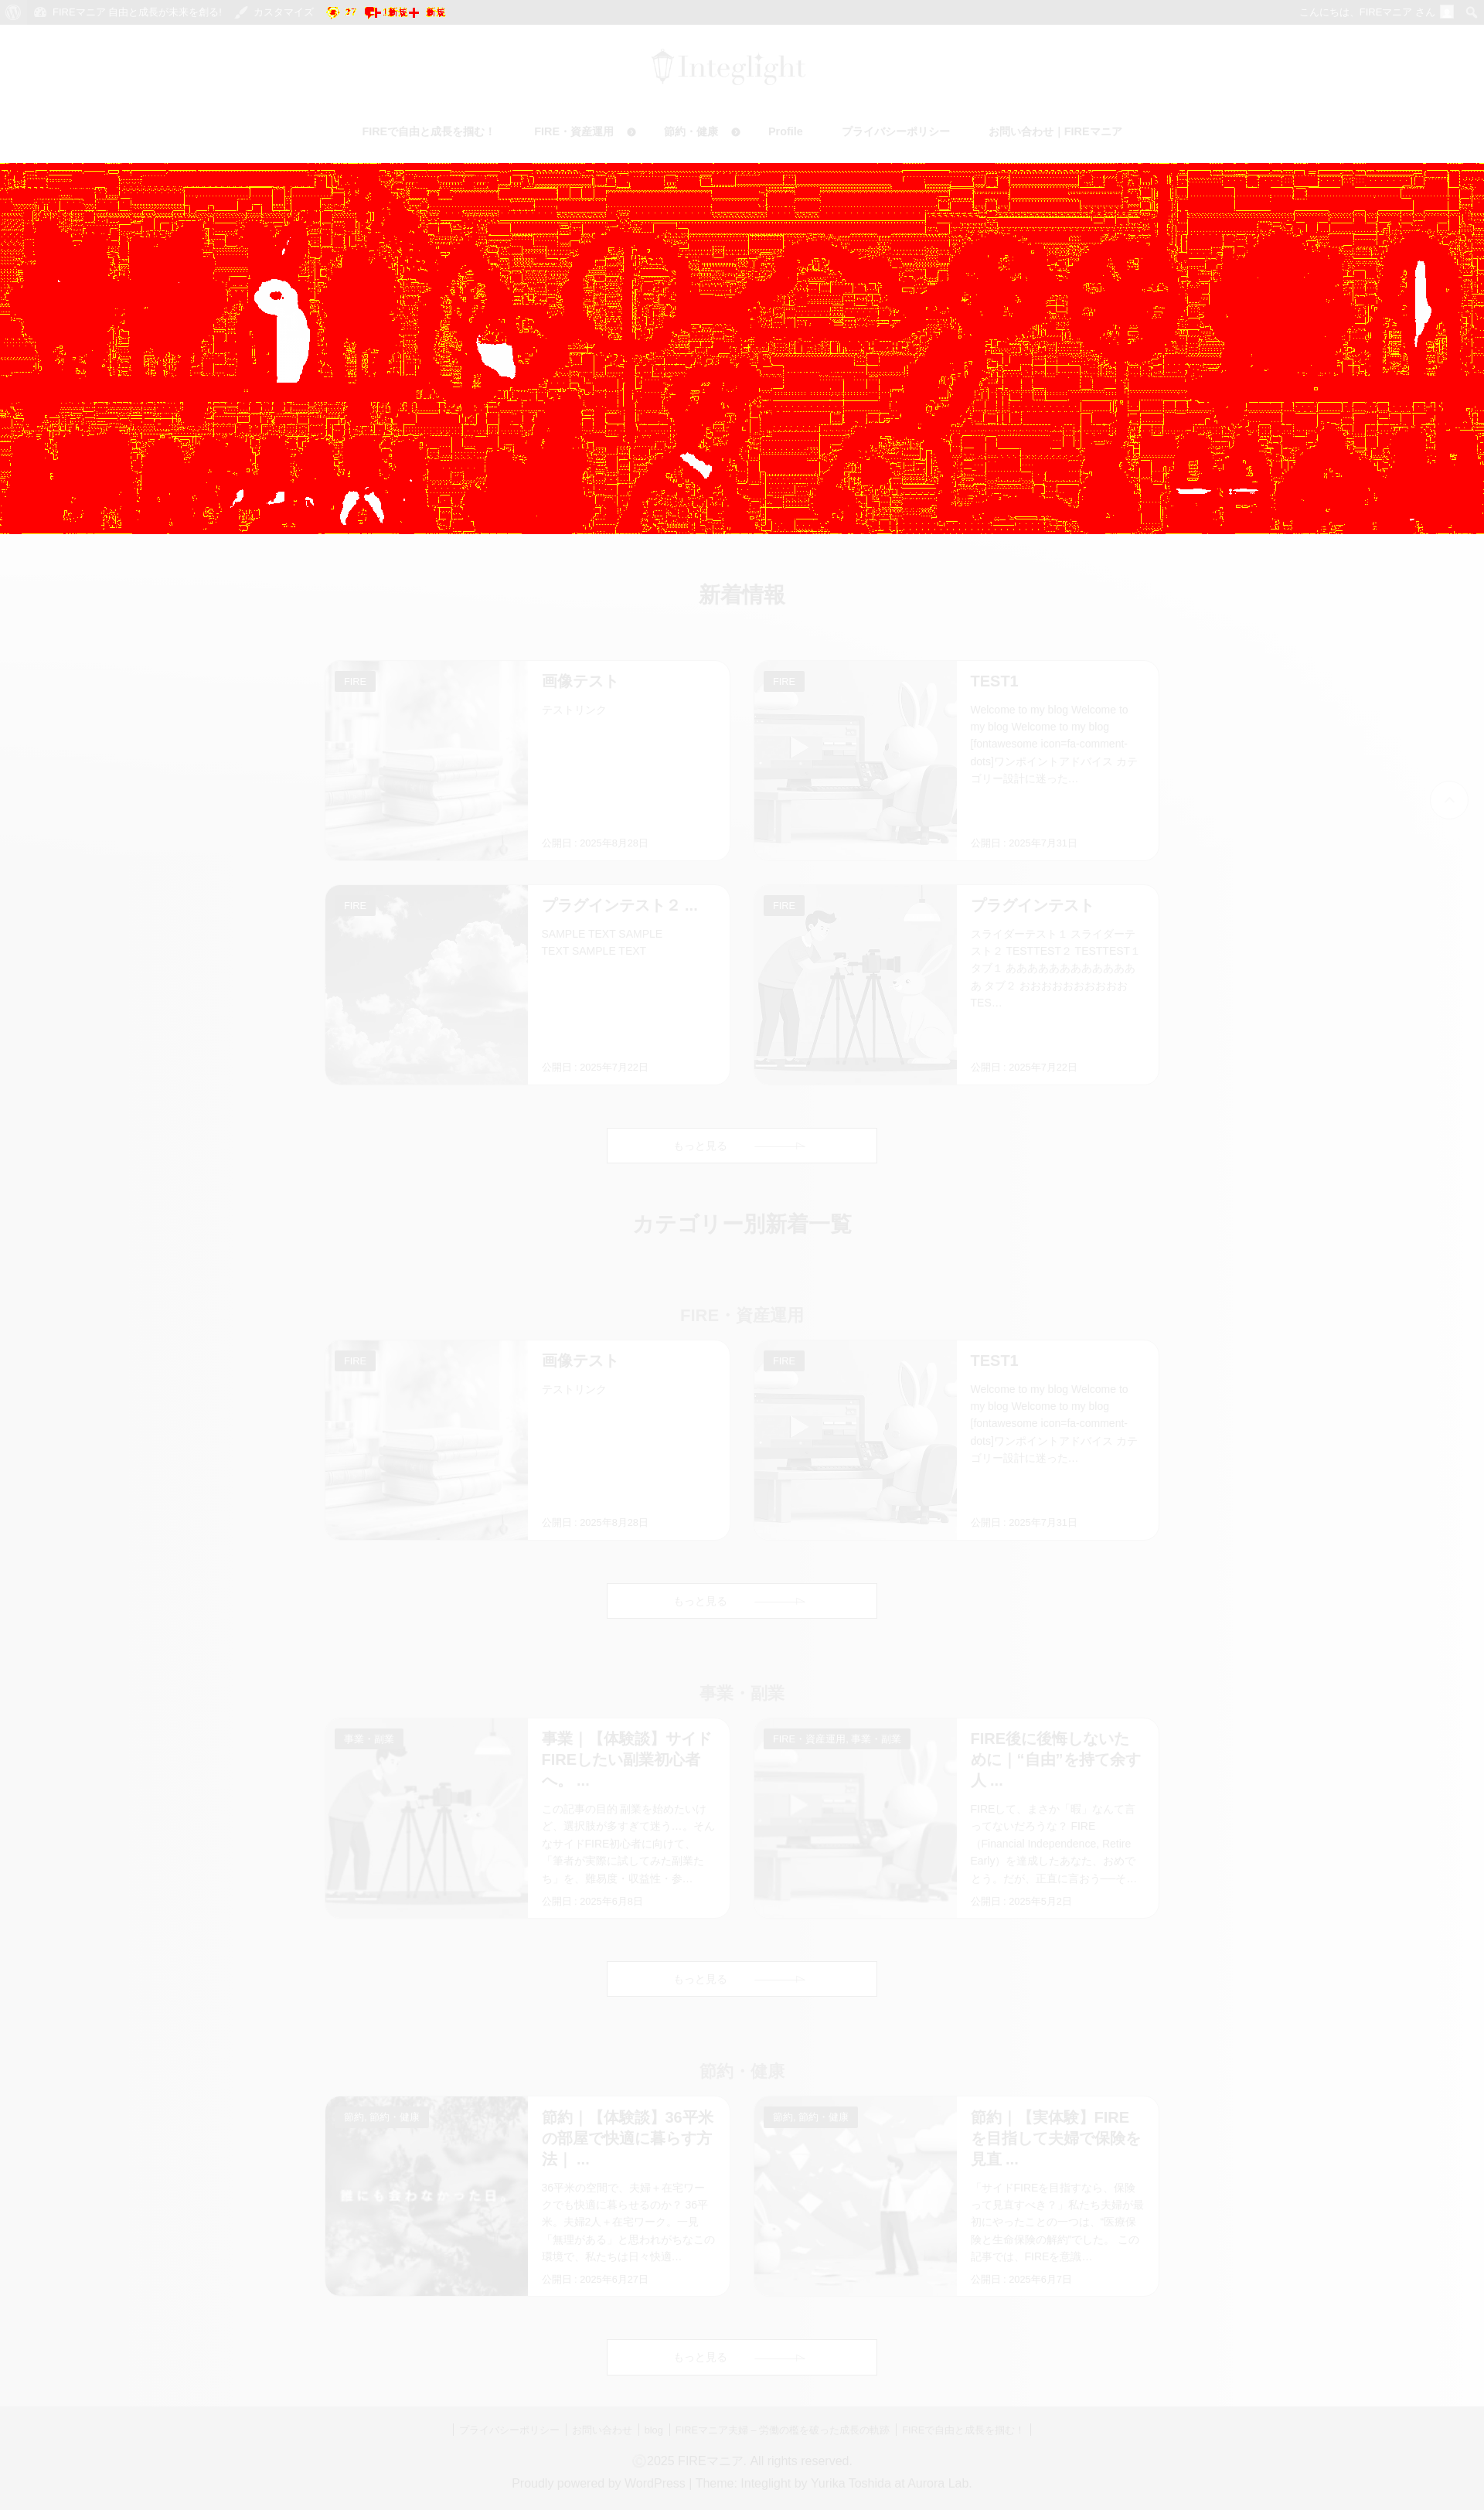 FIREマニア 自由と成長が未来を創る! カスタマイズ 新規 新規 こんにちは、FIREマニア さん
Integlight
FIREで自由と成長を掴む！ FIRE・資産運用 節約・健康 Profile プライバシーポリシー お問い合わせ｜FIREマニア
新着情報
FIRE
画像テスト
テストリンク
公開日 : 2025年8月28日
FIRE
TEST1
Welcome to my blog Welcome to
my blog Welcome to my blog
[fontawesome icon=fa-comment-
dots]ワンポイントアドバイス カテ
ゴリー設計に迷った…
公開日 : 2025年7月31日
FIRE
プラグインテスト２ ...
SAMPLE TEXT SAMPLE
TEXT SAMPLE TEXT
公開日 : 2025年7月22日
FIRE
プラグインテスト
スライダーテスト１ スライダーテ
スト２ TESTTEST２ TESTTEST１
タブ１ ああああああああああああ
あ タブ２ おおおおおおおおおお
TES…
公開日 : 2025年7月22日
もっと見る
カテゴリー別新着一覧
FIRE・資産運用
FIRE
画像テスト
テストリンク
公開日 : 2025年8月28日
FIRE
TEST1
Welcome to my blog Welcome to
my blog Welcome to my blog
[fontawesome icon=fa-comment-
dots]ワンポイントアドバイス カテ
ゴリー設計に迷った…
公開日 : 2025年7月31日
もっと見る
事業・副業
事業・副業
事業｜【体験談】サイド
FIREしたい副業初心者
へ。 ...
この記事の目的 副業を始めたいけ
ど、選択肢が多すぎて迷う…。そん
なサイドFIRE初心者に向けて、
「筆者が実際に試してみた副業た
ち」を、難易度・収益性・参…
公開日 : 2025年6月8日
FIRE・資産運用, 事業・副業
FIRE後に後悔しないた
めに｜“自由”を持て余す
人 ...
FIREして、まさか「暇」なんて言
ってないだろうな？ FIRE
（Financial Independence, Retire
Early）を達成したあなた、おめで
とう。だが、正直に言おう──そ…
公開日 : 2025年5月2日
もっと見る
節約・健康
節約, 節約・健康
誰にも会わなかった日。
節約｜【体験談】36平米
の部屋で快適に暮らす方
法｜ ...
36平米の空間で、夫婦＋在宅ワー
クでも快適に暮らせるのか？ 36平
米。夫婦2人＋在宅ワーク。一見
「無理がある」と思われがちなこの
環境で、私たちは日々快適…
公開日 : 2025年6月27日
節約, 節約・健康
節約｜【実体験】FIRE
を目指して夫婦で保険を
見直 ...
「サイドFIREを目指すなら、保険
って見直すべき？」私たち夫婦が最
初にやったことの一つは、“医療保
険と生命保険の解約”でした。 この
記事では、FIREを意識…
公開日 : 2025年6月7日
もっと見る
プライバシーポリシー お問い合わせ blog FIREマニア夫婦 – 労働の檻を破った成長の軌跡 FIREで自由と成長を掴む！
©2025 FIREマニア. All rights reserved.
Proudly powered by WordPress | Theme: Integlight by Yurika Toshida at Aurora Lab.